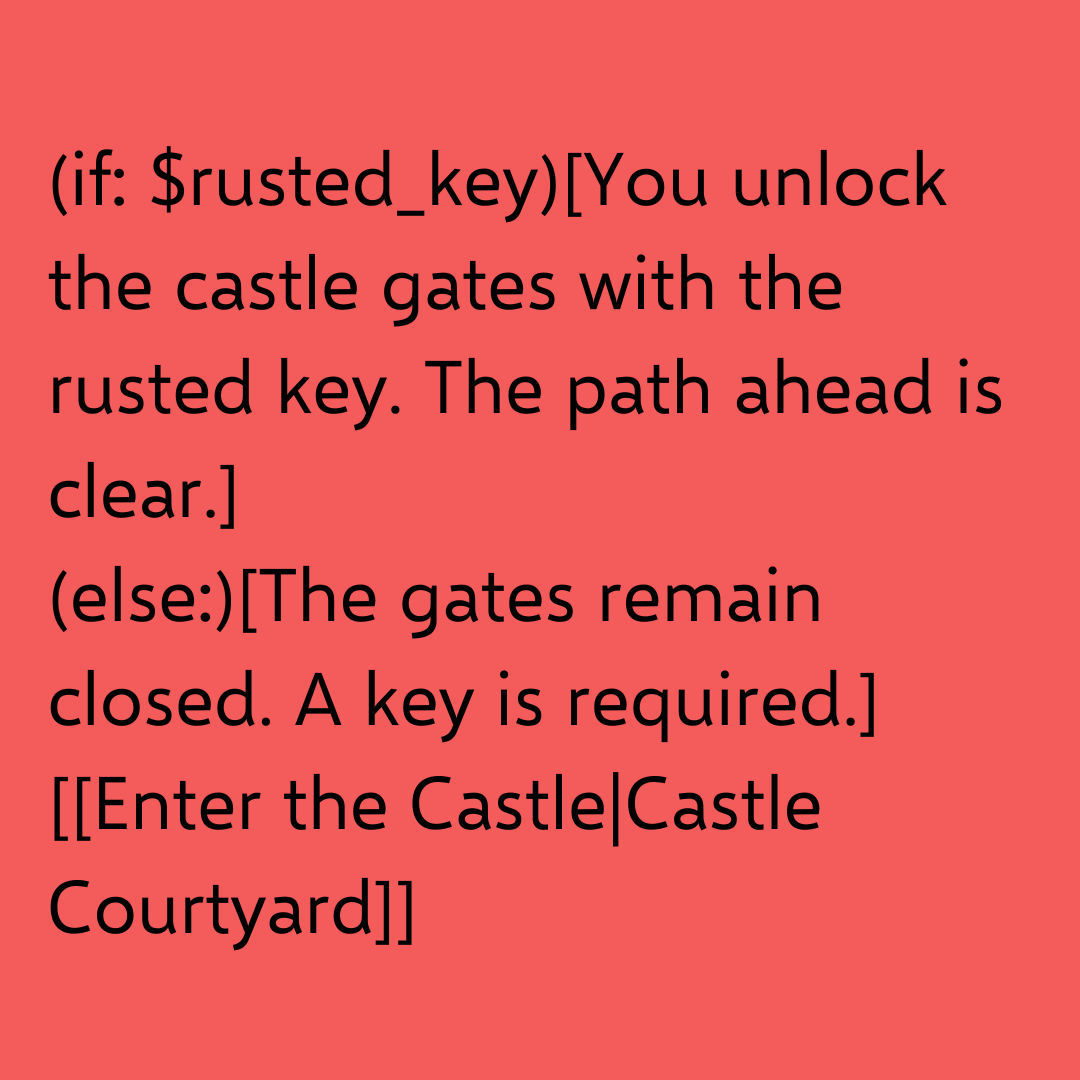 (if: $rusted_key)[You unlock
the castle gates with the
rusted key. The path ahead is
clear.]
(else:)[The gates remain
closed. A key is required.]
[[Enter the Castle|Castle
Courtyard]]